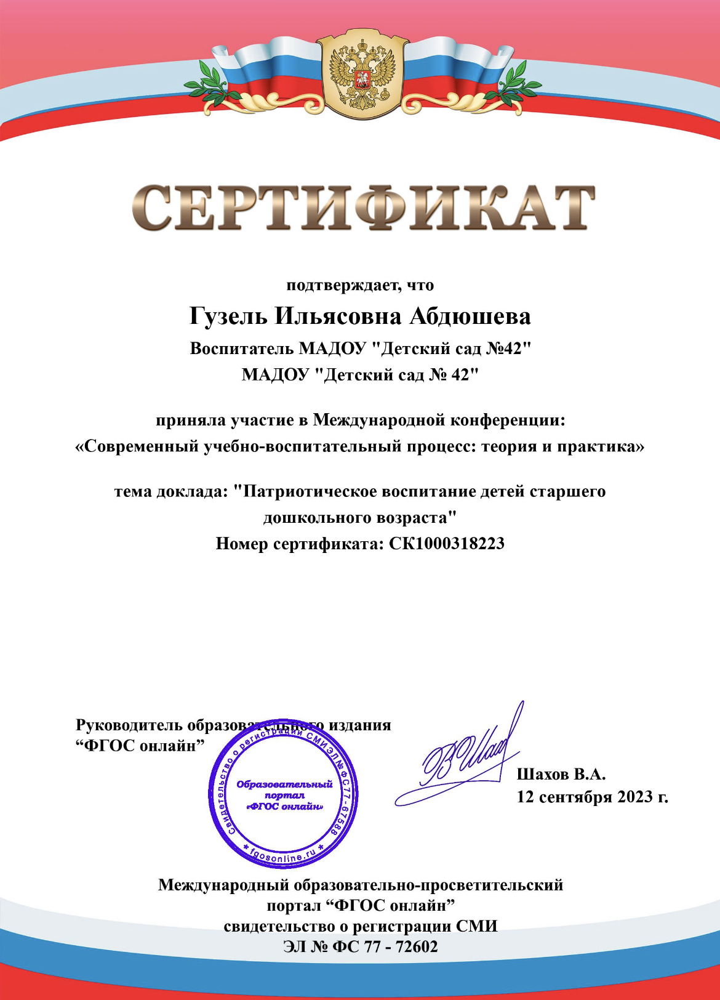 СЕРТИФИКАТ
подтверждает, что
Гузель Ильясовна Абдюшева
Воспитатель МАДОУ "Детский сад №42"
МАДОУ "Детский сад № 42"
приняла участие в Международной конференции:
«Современный учебно-воспитательный процесс: теория и практика»
тема доклада: "Патриотическое воспитание детей старшего
дошкольного возраста"
Номер сертификата: СК1000318223
Руководитель образовательного издания
“ФГОС онлайн”
Свидетельство о регистрации СМИ ЭЛ № ФС 77 - 67588
Образовательный
портал
«ФГОС онлайн»
* fgosonline.ru *
В Шах
Шахов В.А.
12 сентября 2023 г.
Международный образовательно-просветительский
портал “ФГОС онлайн”
свидетельство о регистрации СМИ
ЭЛ № ФС 77 - 72602